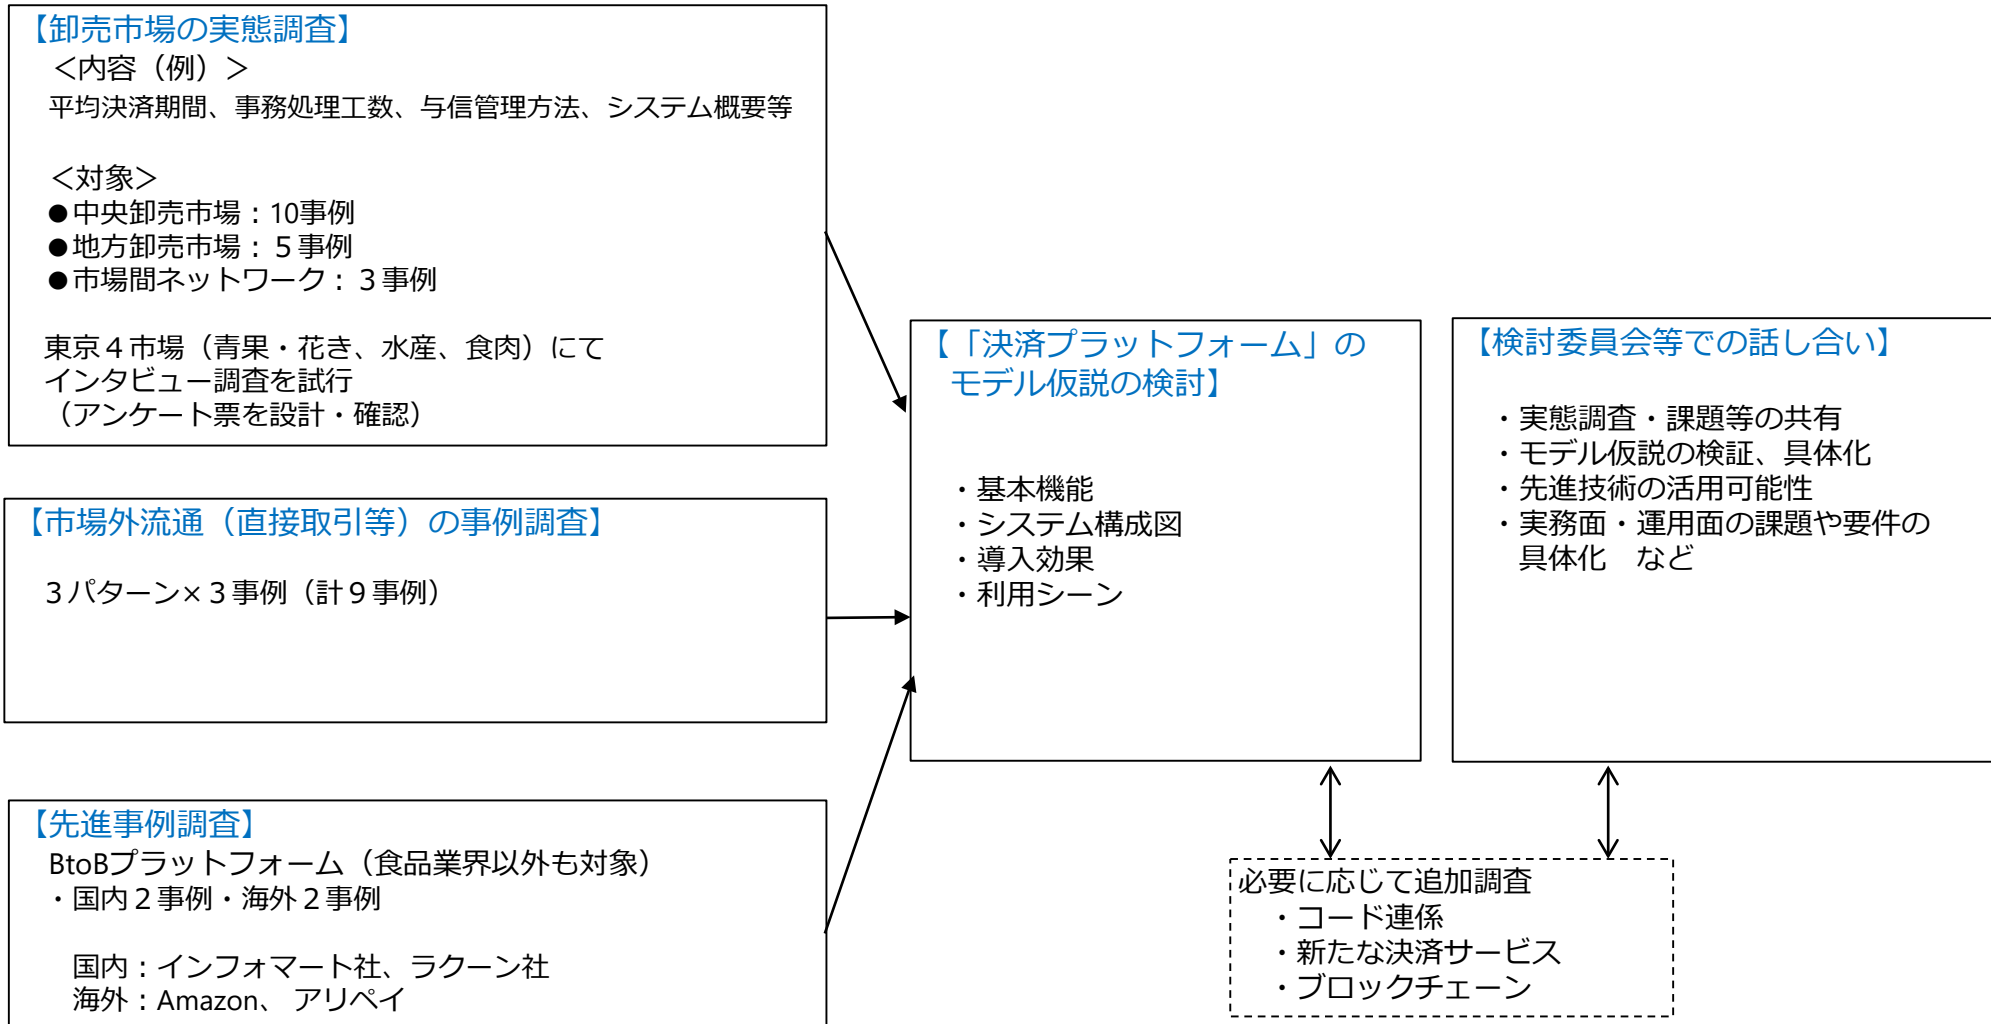 【卸売市場の実態調査】
＜内容（例）＞
平均決済期間、事務処理工数、与信管理方法、システム概要等
＜対象＞
●中央卸売市場：10事例
●地方卸売市場：５事例
●市場間ネットワーク：３事例
東京４市場（青果・花き、水産、食肉）にて
インタビュー調査を試行
（アンケート票を設計・確認）
【市場外流通（直接取引等）の事例調査】
３パターン×３事例（計９事例）
【先進事例調査】
BtoBプラットフォーム（食品業界以外も対象）
・国内２事例・海外２事例
国内：インフォマート社、ラクーン社
海外：Amazon、 アリペイ
【「決済プラットフォーム」の
モデル仮説の検討】
・基本機能
・システム構成図
・導入効果
・利用シーン
【検討委員会等での話し合い】
・実態調査・課題等の共有
・モデル仮説の検証、具体化
・先進技術の活用可能性
・実務面・運用面の課題や要件の
具体化　など
必要に応じて追加調査
・コード連係
・新たな決済サービス
・ブロックチェーン